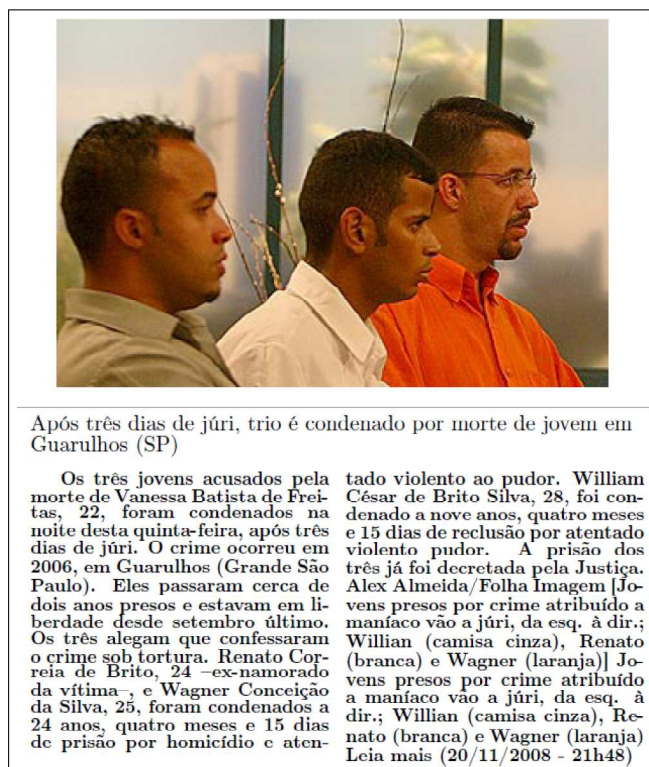 Após três dias de júri, trio é condenado por morte de jovem em
Guarulhos (SP)
Os três jovens acusados pela
morte de Vanessa Batista de Frei-
tas, 22, foram condenados na
noite desta quinta-feira, após três
dias de júri. O crime ocorreu em
2006, em Guarulhos (Grande São
Paulo). Eles passaram cerca de
dois anos presos e estavam em li-
berdade desde setembro último.
Os três alegam que confessaram
o crime sob tortura. Renato Cor-
reia de Brito, 24 –ex-namorado
da vítima–, e Wagner Conceição
da Silva, 25, foram condenados a
24 anos, quatro meses e 15 dias
de prisão por homicídio e aten-
tado violento ao pudor. William
César de Brito Silva, 28, foi con-
denado a nove anos, quatro meses
e 15 dias de reclusão por atentado
violento pudor. A prisão dos
três já foi decretada pela Justiça.
Alex Almeida/Folha Imagem [Jo-
vens presos por crime atribuído a
maníaco vão a júri, da esq. à dir.;
Willian (camisa cinza), Renato
(branca) e Wagner (laranja)] Jo-
vens presos por crime atribuído
a maníaco vão a júri, da esq. à
dir.; Willian (camisa cinza), Re-
nato (branca) e Wagner (laranja)
Leia mais (20/11/2008 - 21h48)